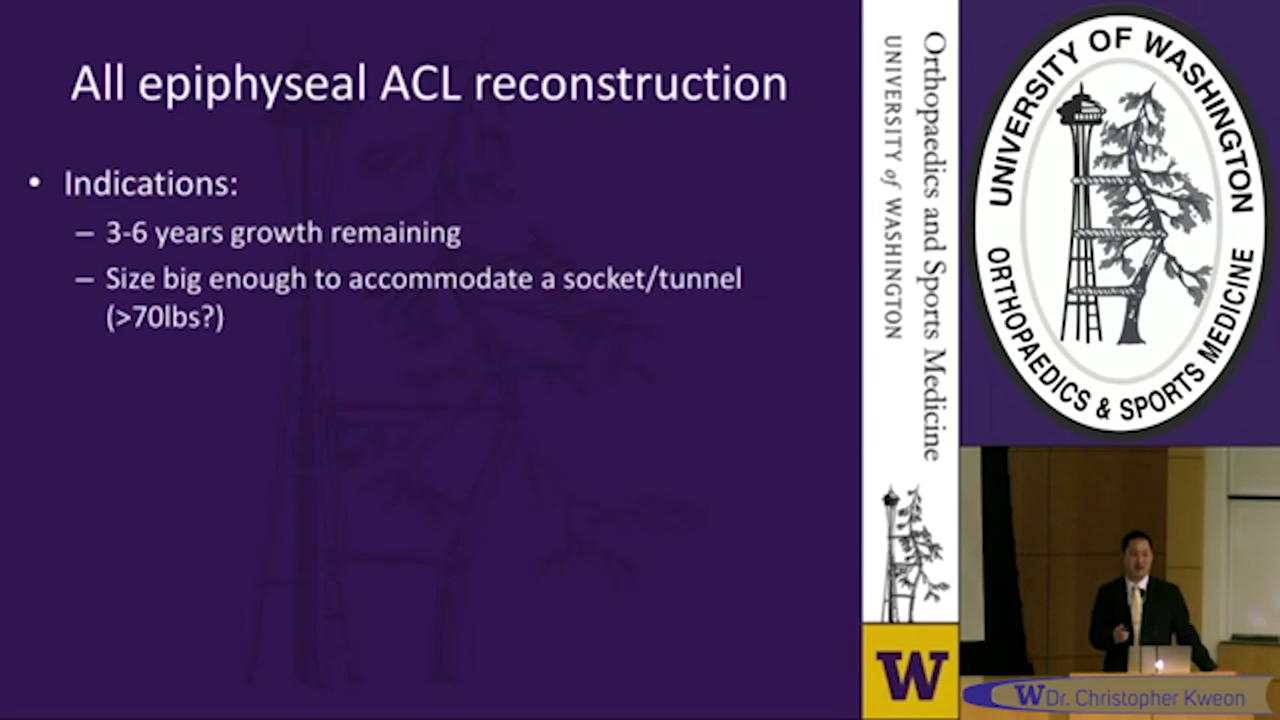 All epiphyseal ACL reconstruction
• Indications:
– 3-6 years growth remaining
– Size big enough to accommodate a socket/tunnel
(>70lbs?)
Orthopaedics and Sports Medicine
UNIVERSITY of WASHINGTON
W
UNIVERSITY OF WASHINGTON
ORTHOPAEDICS & SPORTS MEDICINE
W Dr. Christopher Kweon